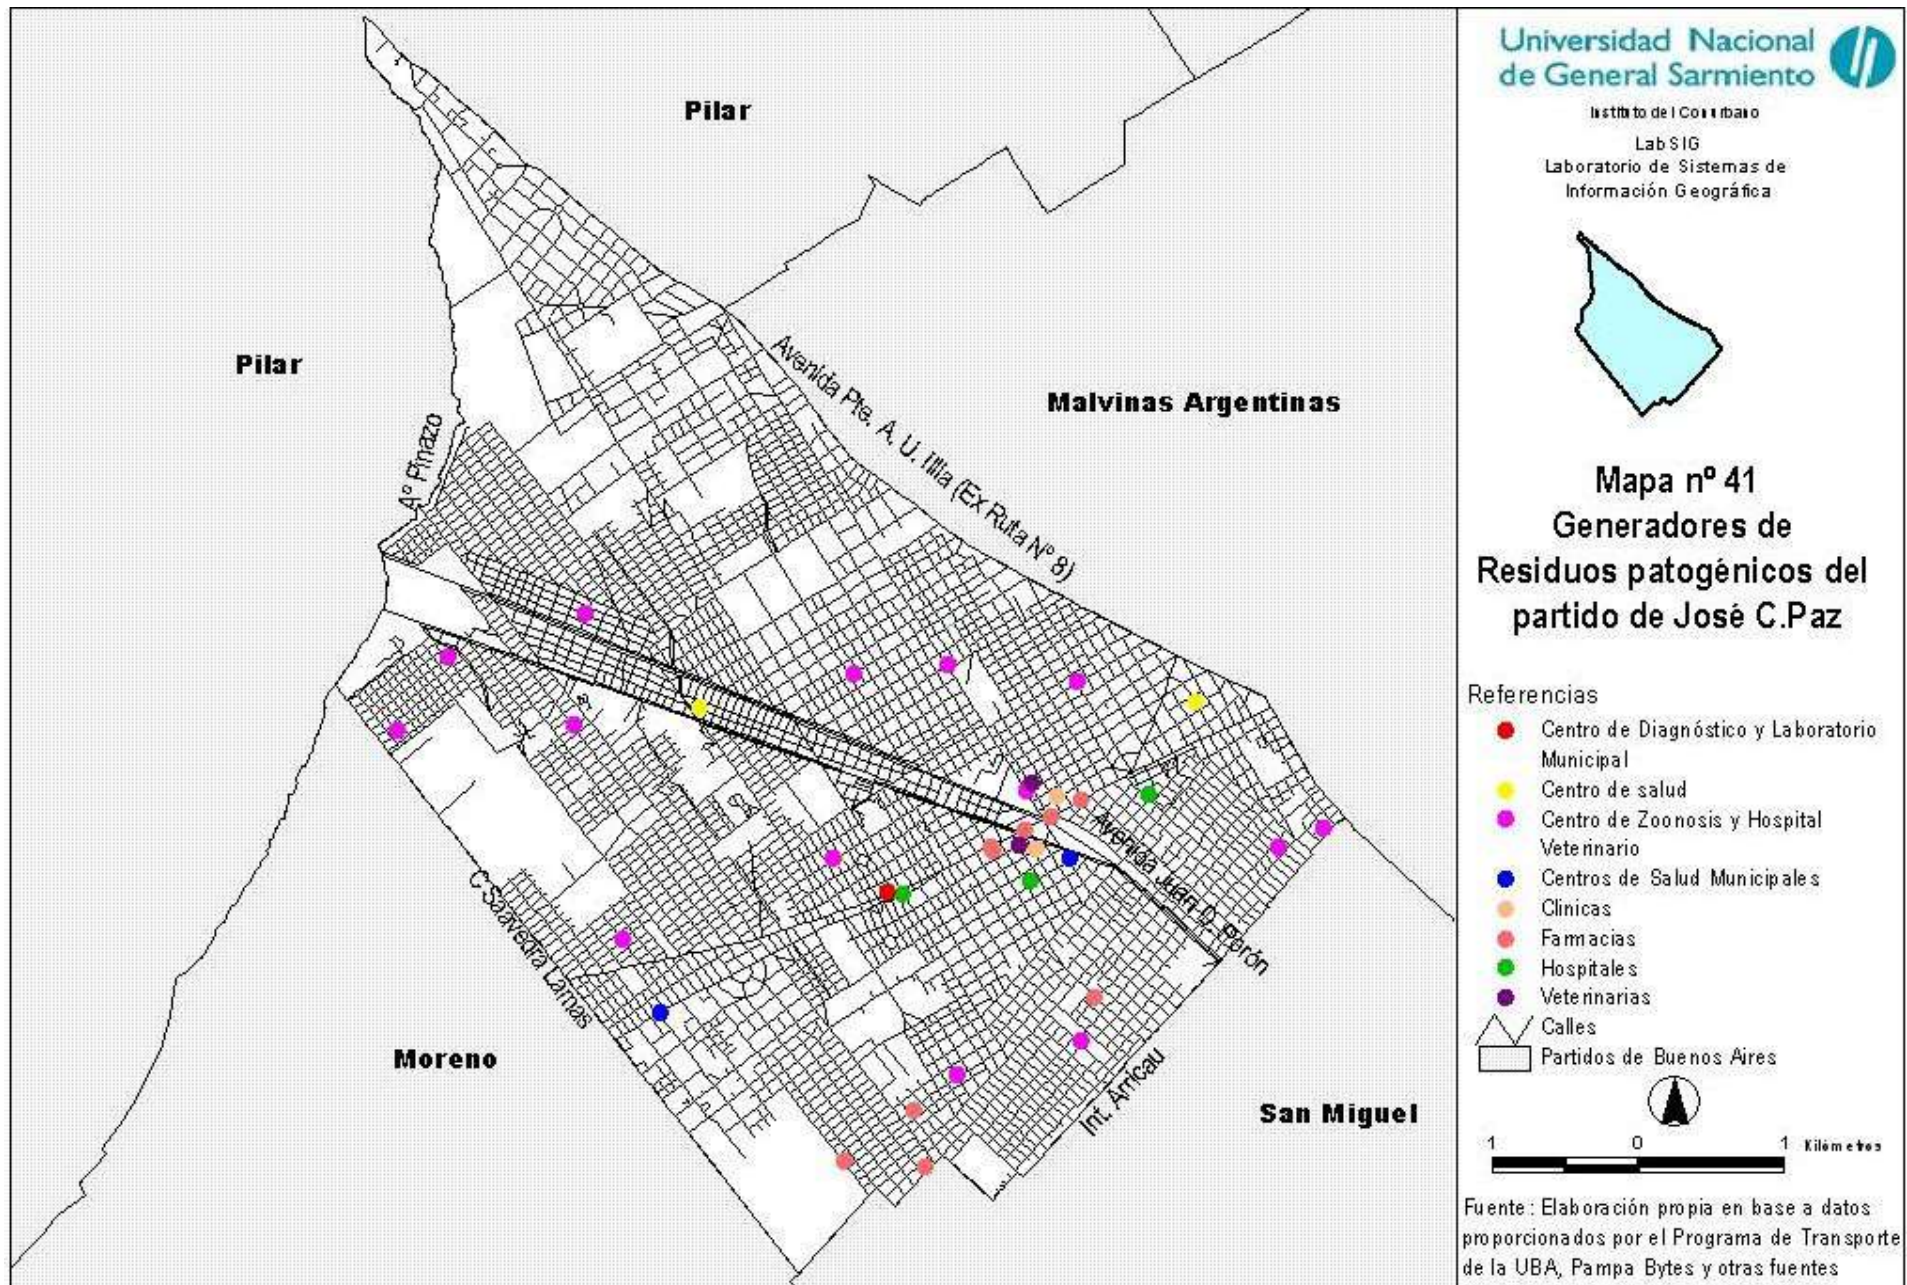 Pilar
Pilar
Malvinas Argentinas
Moreno
San Miguel
Aº Pinazo
Avenida Pte. A. U. Illia (Ex Ruta Nº 8)
Avenida Juan D. Perón
C Saavedra Lamas
Int. Arricau
Universidad Nacional
de General Sarmiento
Instituto del Conurbano
LabSIG
Laboratorio de Sistemas de
Información Geográfica
Mapa nº 41
Generadores de
Residuos patogénicos del
partido de José C.Paz
Referencias
Centro de Diagnóstico y Laboratorio
Municipal
Centro de salud
Centro de Zoonosis y Hospital
Veterinario
Centros de Salud Municipales
Clinicas
Farmacias
Hospitales
Veterinarias
Calles
Partidos de Buenos Aires
1 0 1 Kilómetros
Fuente: Elaboración propia en base a datos
proporcionados por el Programa de Transporte
de la UBA, Pampa Bytes y otras fuentes